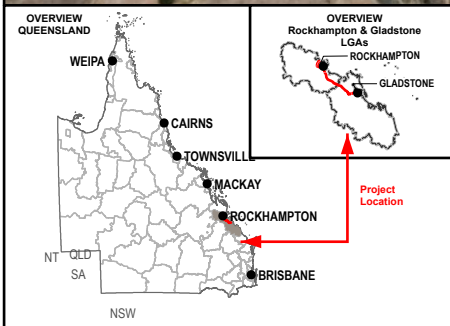 OVERVIEW
QUEENSLAND
WEIPA
CAIRNS
TOWNSVILLE
MACKAY
ROCKHAMPTON
BRISBANE
NT
QLD
SA
NSW
OVERVIEW
Rockhampton & Gladstone
LGAs
ROCKHAMPTON
GLADSTONE
Project
Location